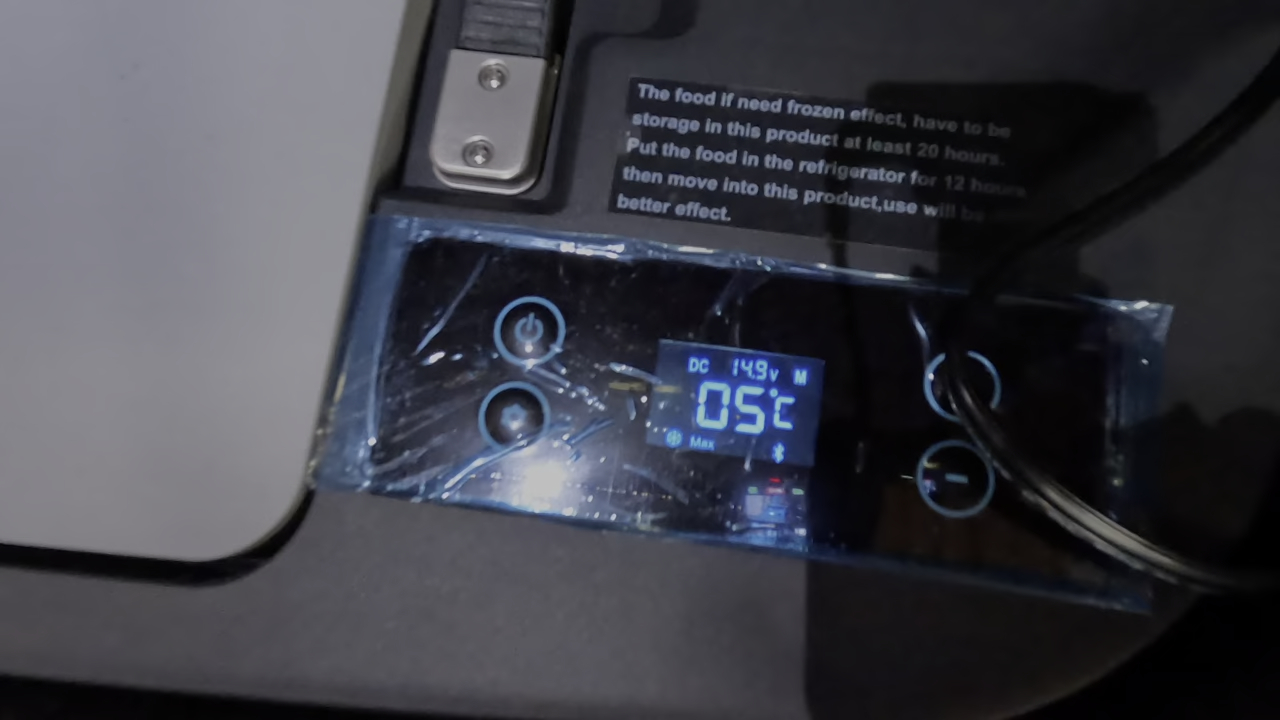 The food if need frozen effect, have to be
storage in this product at least 20 hours.
Put the food in the refrigerator for 12 hours
then move into this product,use will be
better effect.
DC 14.9v M
05°C
Max